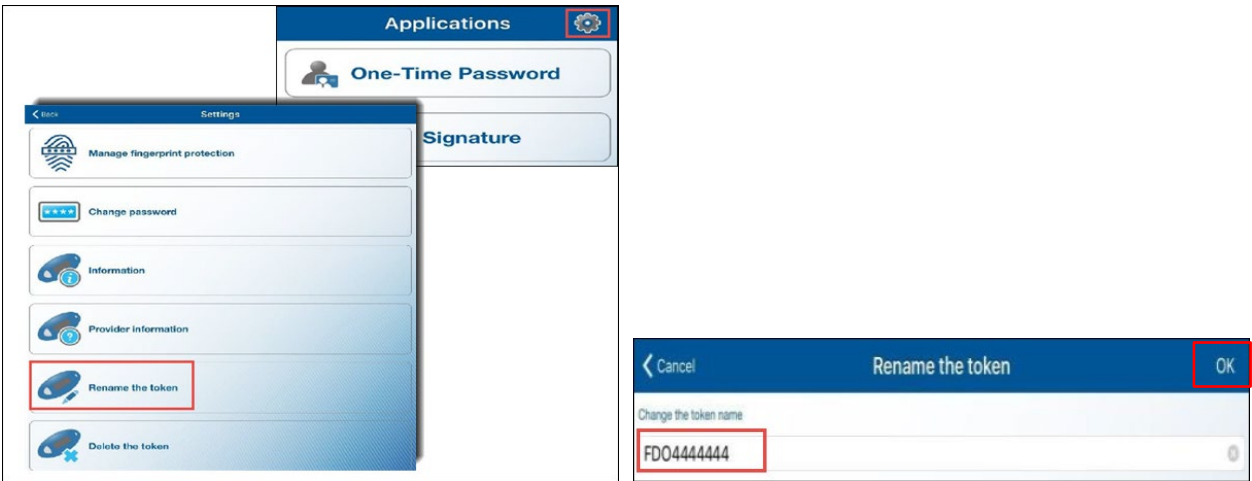 Applications
One-Time Password
Signature
Back
Settings
Manage fingerprint protection
Change password
Information
Provider information
Rename the token
Delete the token
Cancel
Rename the token
OK
Change the token name
FDO4444444